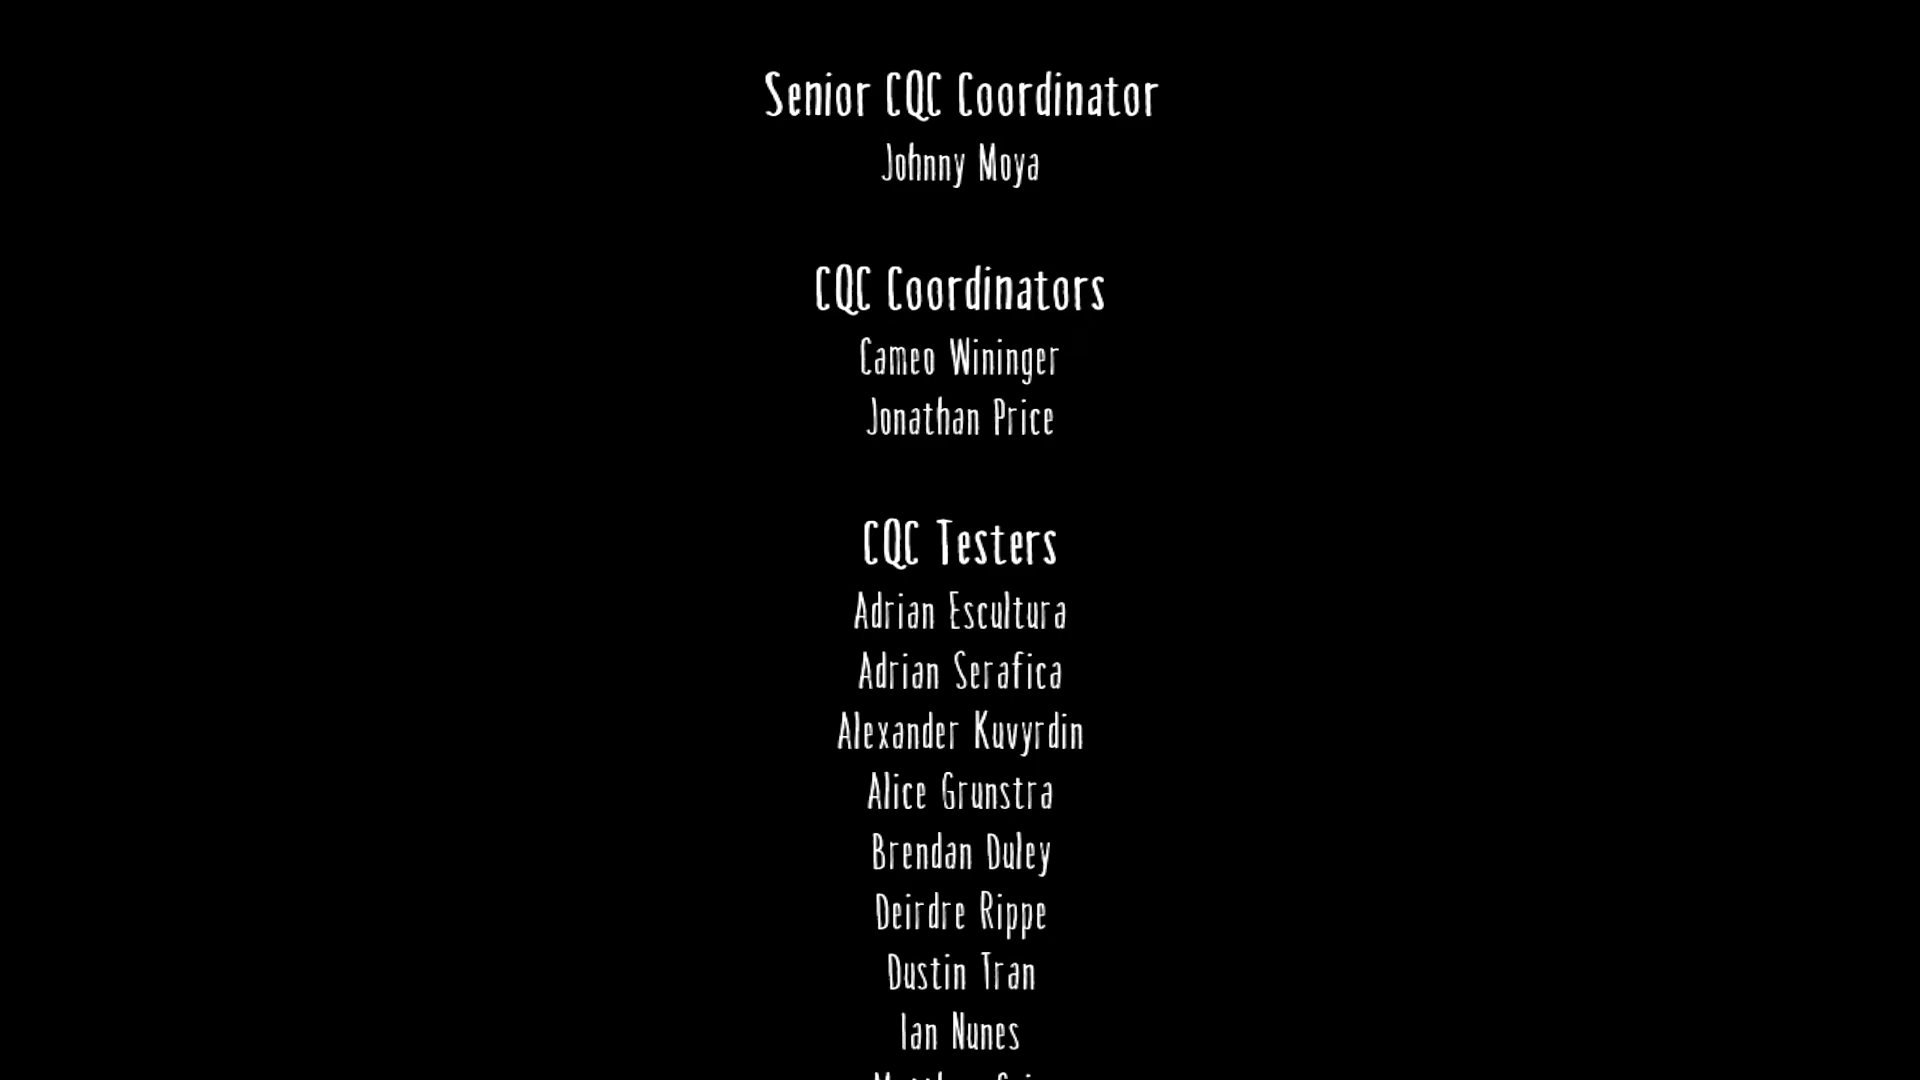 Senior CQC Coordinator
Johnny Moya
CQC Coordinators
Cameo Wininger
Jonathan Price
CQC Testers
Adrian Escultura
Adrian Serafica
Alexander Kuvyrdin
Alice Grunstra
Brendan Duley
Deirdre Rippe
Dustin Tran
Ian Nunes